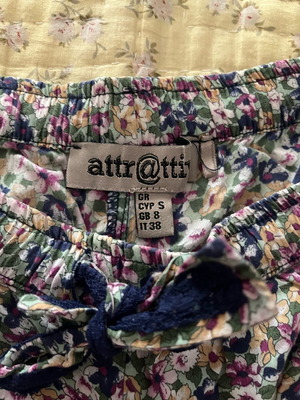 attr@tti
GR
CYP S
GB 8
IT 38